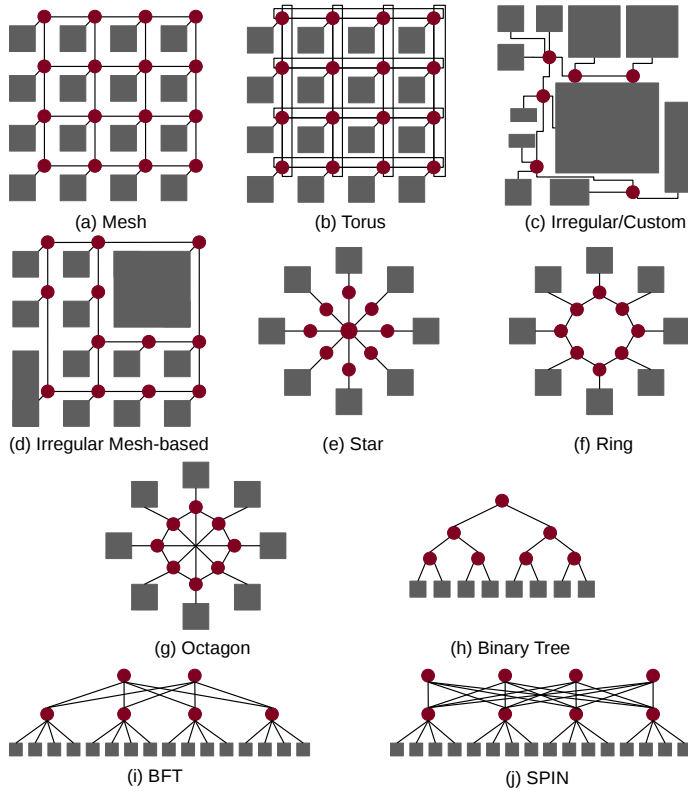 (a) Mesh
(b) Torus
(c) Irregular/Custom
(d) Irregular Mesh-based
(e) Star
(f) Ring
(g) Octagon
(h) Binary Tree
(i) BFT
(j) SPIN